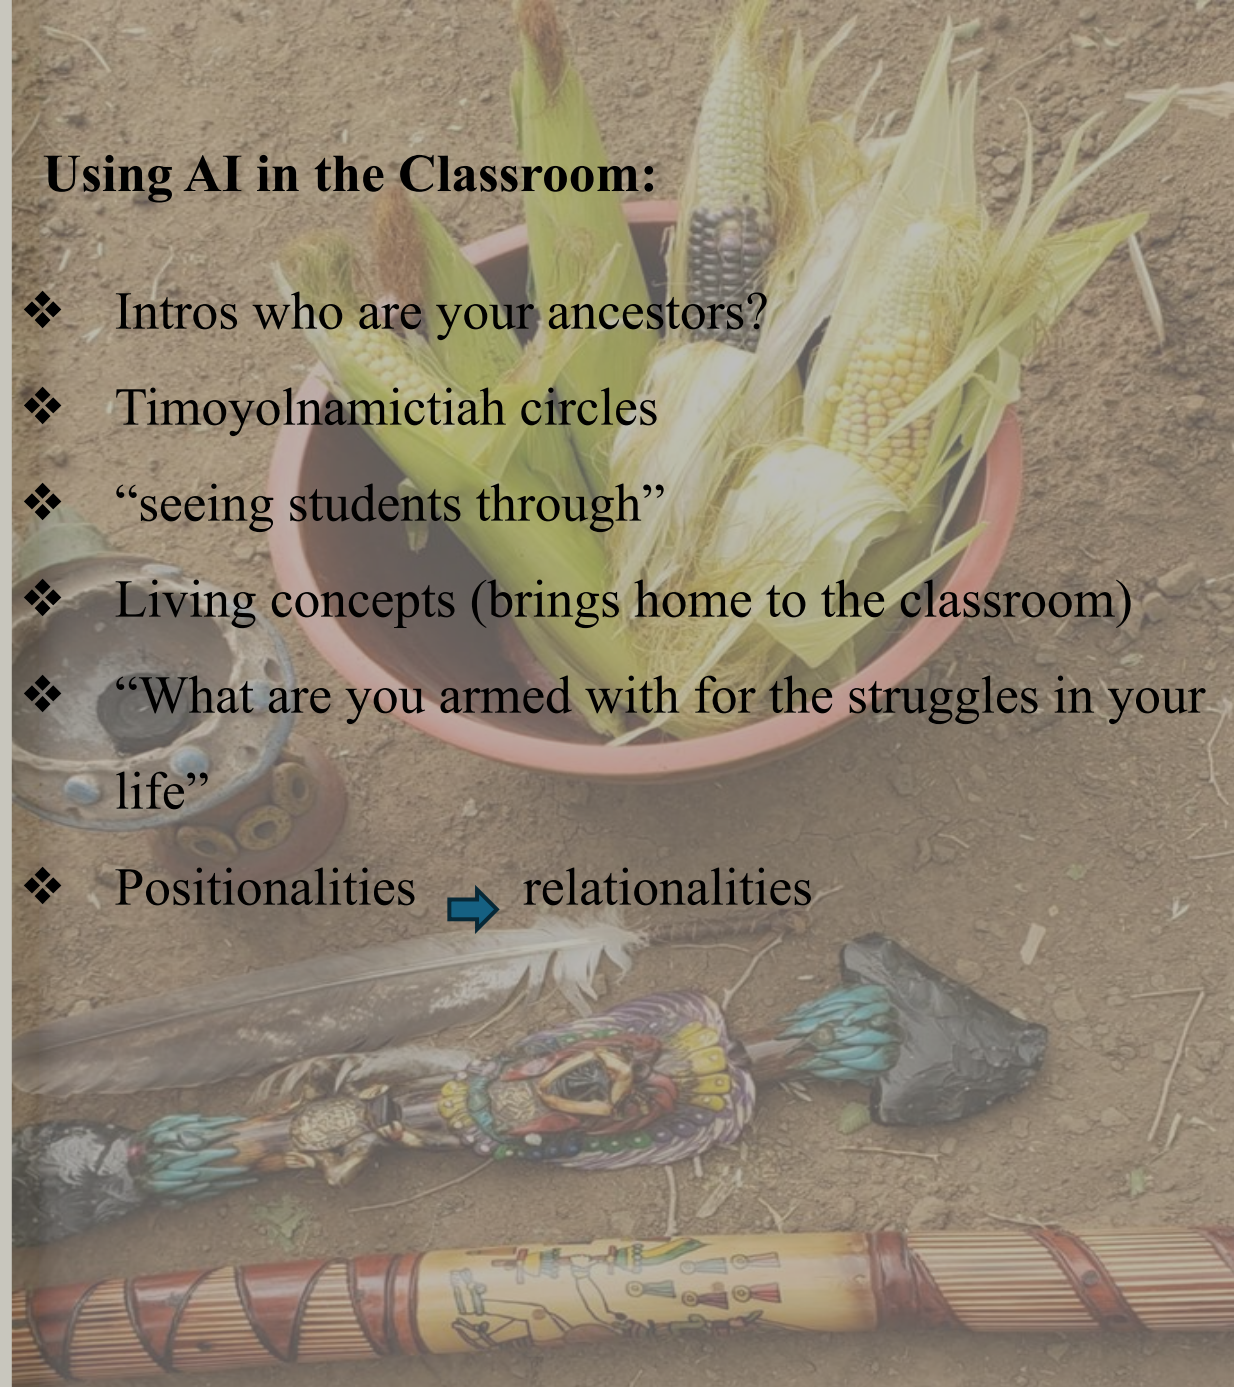 Using AI in the Classroom:
❖ Intros who are your ancestors?
❖ Timoyolnamictiah circles
❖ “seeing students through”
❖ Living concepts (brings home to the classroom)
❖ “What are you armed with for the struggles in your
life”
❖ Positionalities ➡ relationalities